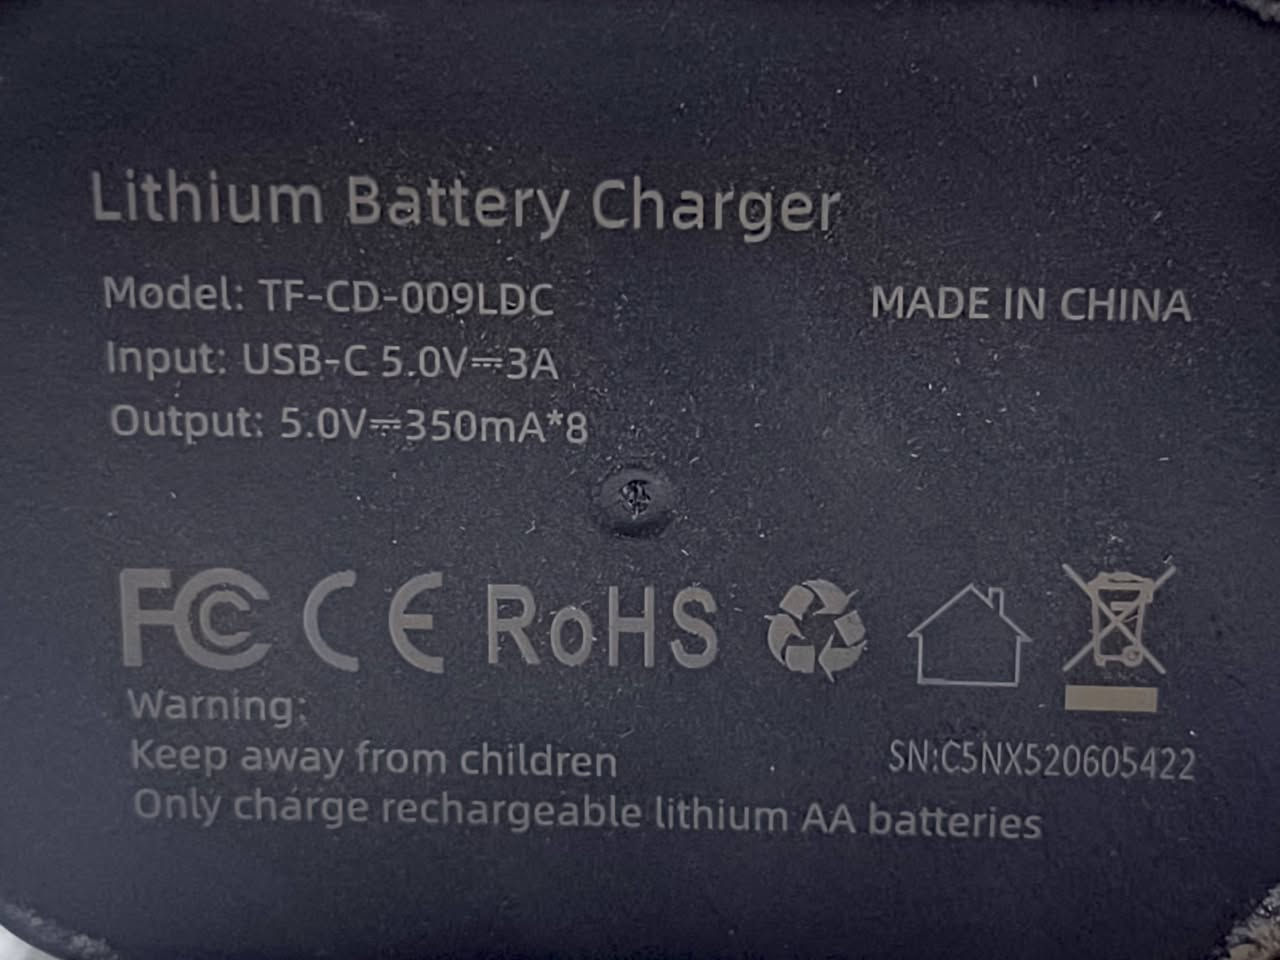 Lithium Battery Charger
Model: TF-CD-009LDC
MADE IN CHINA
Input: USB-C 5.0V⎓3A
Output: 5.0V⎓350mA*8
FC CE RoHS
Warning:
Keep away from children
SN:C5NX520605422
Only charge rechargeable lithium AA batteries